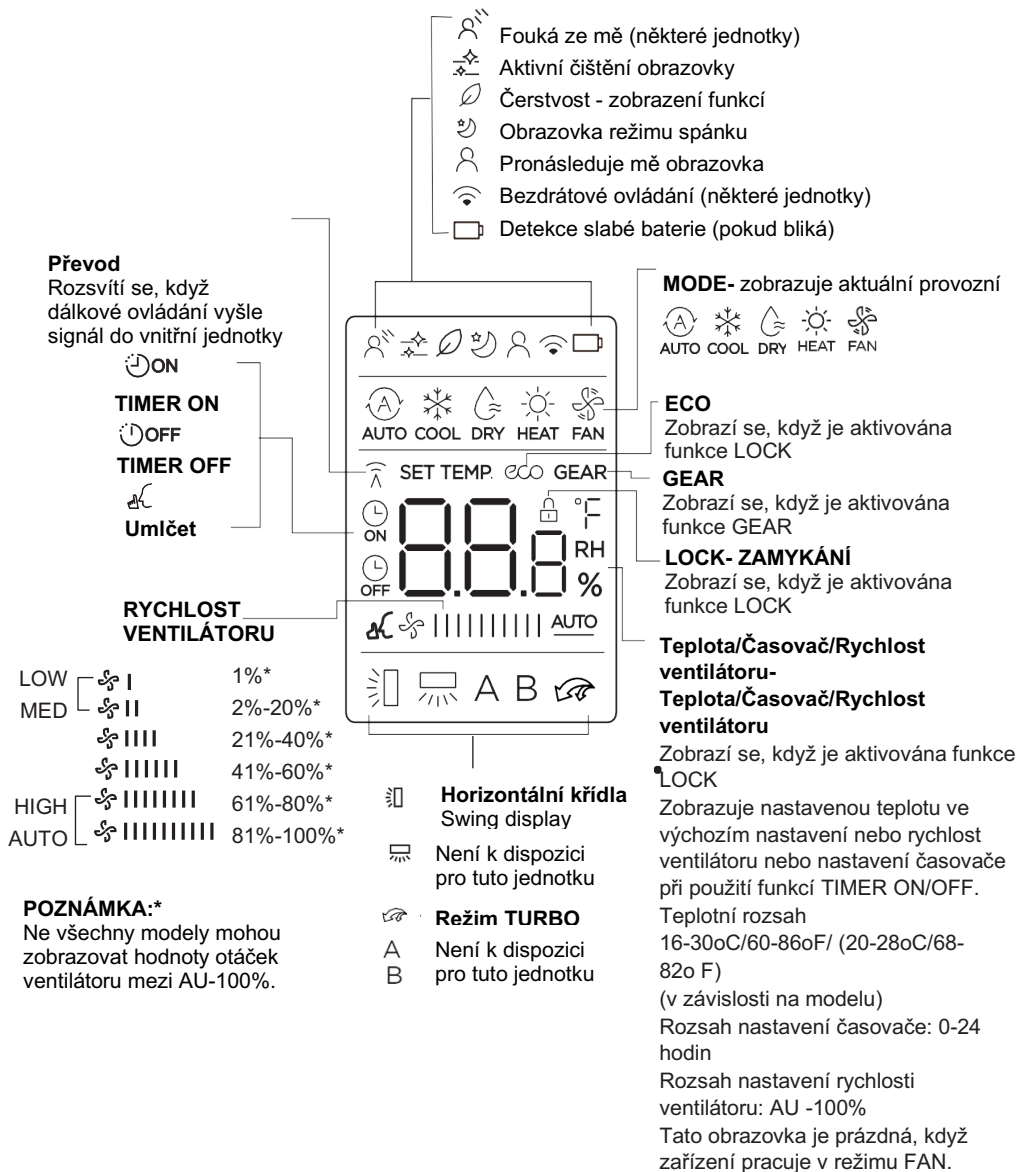 Fouká ze mě (některé jednotky)
Aktivní čištění obrazovky
Čerstvost - zobrazení funkcí
Obrazovka režimu spánku
Pronásleduje mě obrazovka
Bezdrátové ovládání (některé jednotky)
Detekce slabé baterie (pokud bliká)
Převod
Rozsvítí se, když
dálkové ovládání vyšle
signál do vnitřní jednotky
ON
TIMER ON
OFF
TIMER OFF
Umlčet
MODE- zobrazuje aktuální provozní
A
AUTO COOL DRY HEAT FAN
A
AUTO COOL DRY HEAT FAN
SET TEMP. eco GEAR
ON
OFF
88.8
°F
RH
%
AUTO
A B
ECO
Zobrazí se, když je aktivována
funkce LOCK
GEAR
Zobrazí se, když je aktivována
funkce GEAR
LOCK- ZAMYKÁNÍ
Zobrazí se, když je aktivována
funkce LOCK
RYCHLOST
VENTILÁTORU
LOW 1%*
MED 2%-20%*
21%-40%*
41%-60%*
HIGH 61%-80%*
AUTO 81%-100%*
POZNÁMKA:*
Ne všechny modely mohou
zobrazovat hodnoty otáček
ventilátoru mezi AU-100%.
Horizontální křídla
Swing display
Není k dispozici
pro tuto jednotku
Režim TURBO
A Není k dispozici
B pro tuto jednotku
Teplota/Časovač/Rychlost
ventilátoru-
Teplota/Časovač/Rychlost
ventilátoru
Zobrazí se, když je aktivována funkce
LOCK
Zobrazuje nastavenou teplotu ve
výchozím nastavení nebo rychlost
ventilátoru nebo nastavení časovače
při použití funkcí TIMER ON/OFF.
Teplotní rozsah
16-30oC/60-86oF/ (20-28oC/68-
82o F)
(v závislosti na modelu)
Rozsah nastavení časovače: 0-24
hodin
Rozsah nastavení rychlosti
ventilátoru: AU -100%
Tato obrazovka je prázdná, když
zařízení pracuje v režimu FAN.